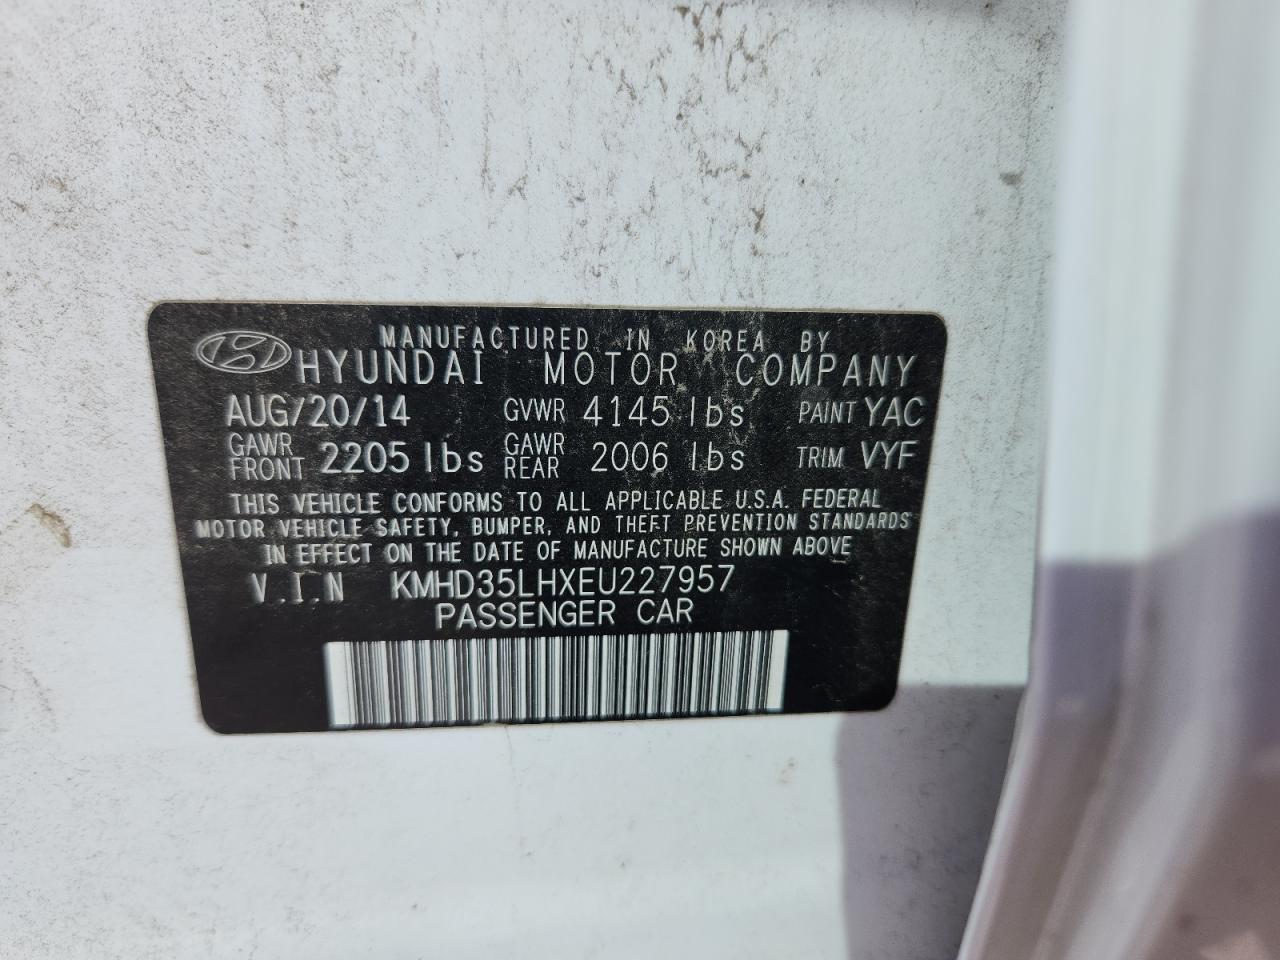 MANUFACTURED IN KOREA BY
HYUNDAI MOTOR COMPANY
AUG/20/14 GVWR 4145 lbs PAINT YAC
GAWR FRONT 2205 lbs GAWR REAR 2006 lbs TRIM VYF
THIS VEHICLE CONFORMS TO ALL APPLICABLE U.S.A. FEDERAL
MOTOR VEHICLE SAFETY, BUMPER, AND THEFT PREVENTION STANDARDS
IN EFFECT ON THE DATE OF MANUFACTURE SHOWN ABOVE
V.I.N KMHD35LHXEU227957
PASSENGER CAR